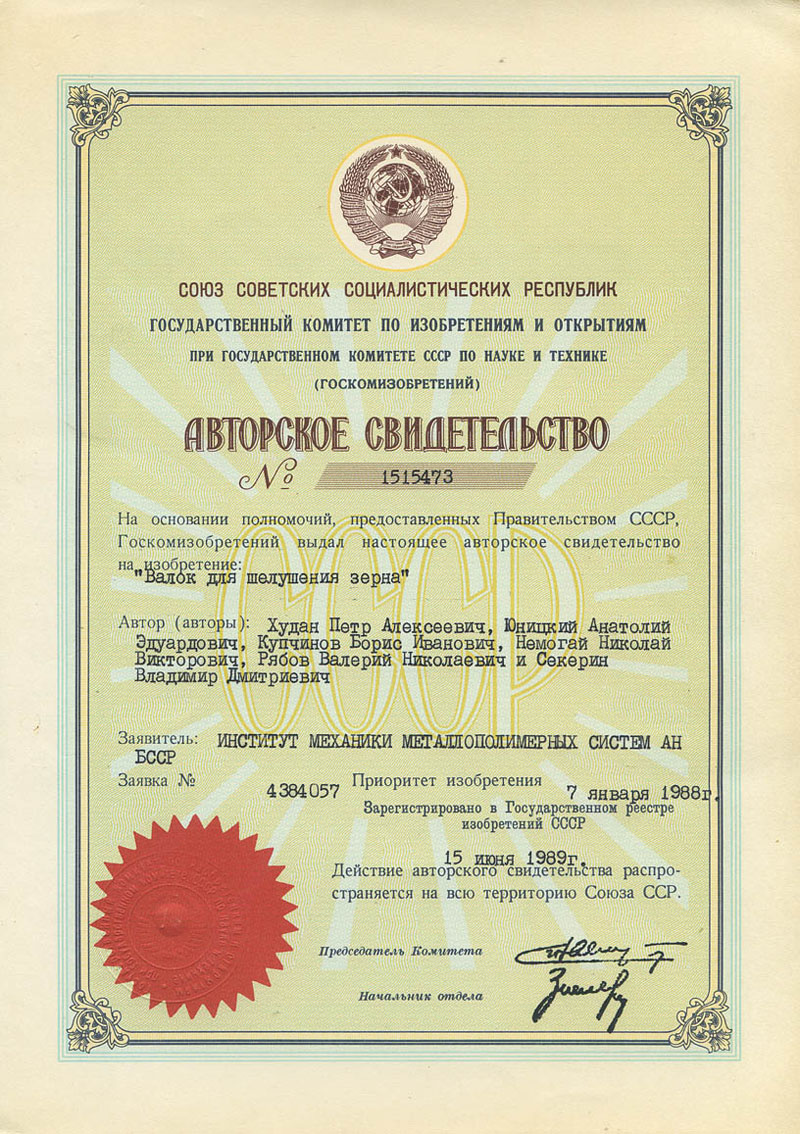 СОЮЗ СОВЕТСКИХ СОЦИАЛИСТИЧЕСКИХ РЕСПУБЛИК
ГОСУДАРСТВЕННЫЙ КОМИТЕТ ПО ИЗОБРЕТЕНИЯМ И ОТКРЫТИЯМ
ПРИ ГОСУДАРСТВЕННОМ КОМИТЕТЕ СССР ПО НАУКЕ И ТЕХНИКЕ
(ГОСКОМИЗОБРЕТЕНИЙ)
АВТОРСКОЕ СВИДЕТЕЛЬСТВО
№ 1515473
На основании полномочий, предоставленных Правительством СССР,
Госкомизобретений выдал настоящее авторское свидетельство
на изобретение:
"Валок для шелушения зерна"
Автор (авторы): Худан Петр Алексеевич, Юницкий Анатолий
Эдуардович, Купчинов Борис Иванович, Немогай Николай
Викторович, Рябов Валерий Николаевич и Секерин
Владимир Дмитриевич
СССР
Заявитель: ИНСТИТУТ МЕХАНИКИ МЕТАЛЛОПОЛИМЕРНЫХ СИСТЕМ АН
БССР
Заявка № 4384057 Приоритет изобретения 7 января 1988г.
Зарегистрировано в Государственном реестре
изобретений СССР
15 июня 1989г.
Действие авторского свидетельства распро-
страняется на всю территорию Союза ССР.
Председатель Комитета
Начальник отдела